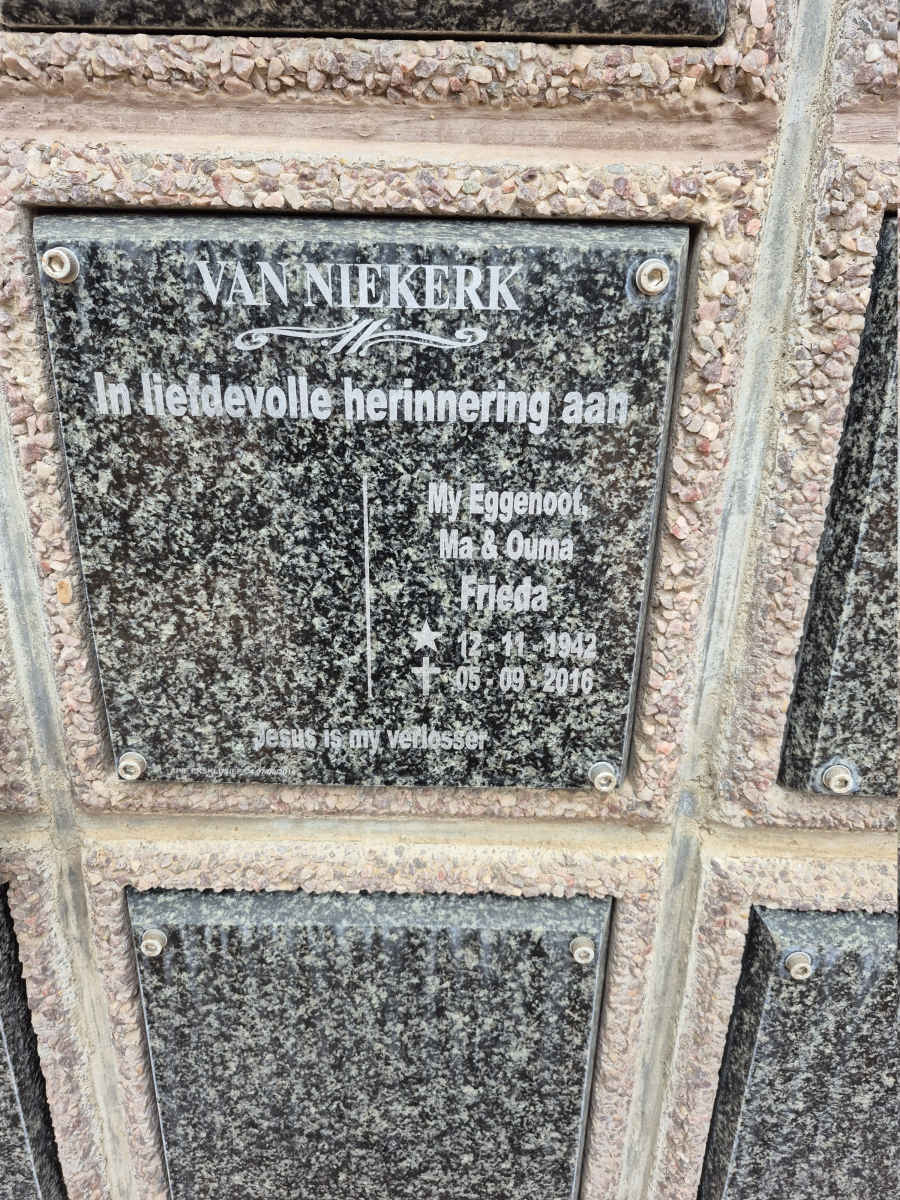 VAN NIEKERK
In liefdevolle herinnering aan
My Eggenoot,
Ma & Ouma
Frieda
12 - 11 - 1942
05 - 09 - 2016
Jesus is my verlosser